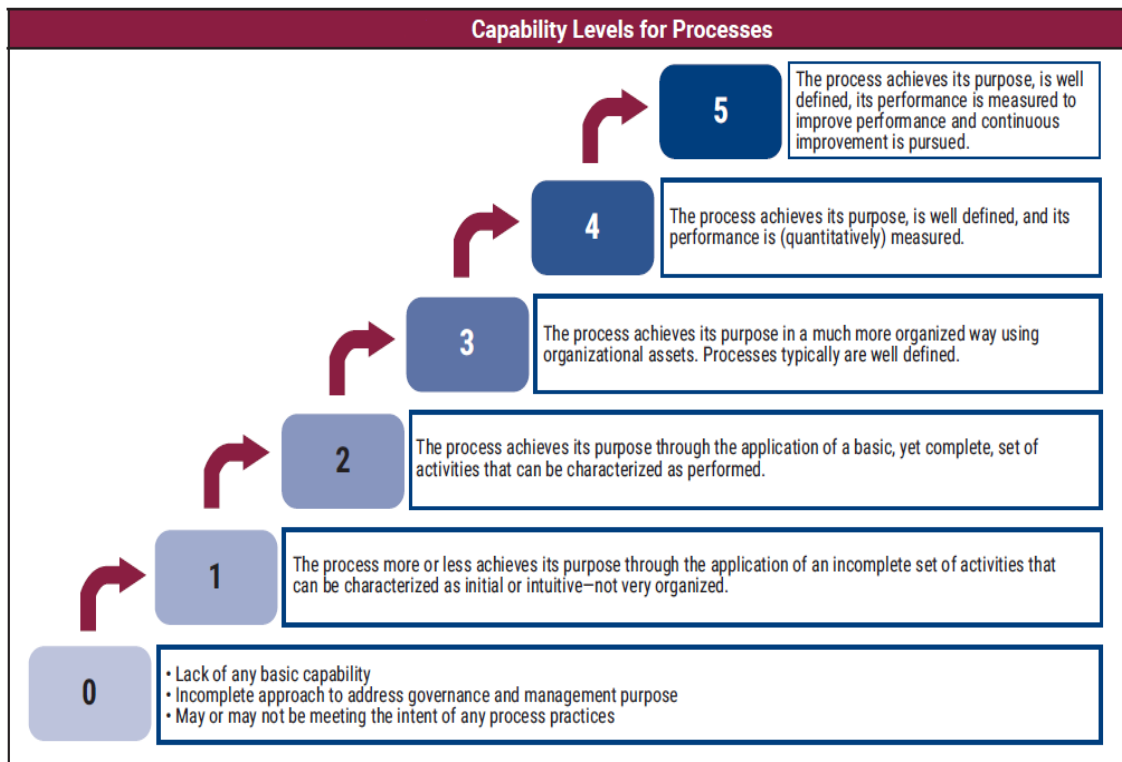 Capability Levels for Processes
5
The process achieves its purpose, is well
defined, its performance is measured to
improve performance and continuous
improvement is pursued.
4
The process achieves its purpose, is well defined, and its
performance is (quantitatively) measured.
3
The process achieves its purpose in a much more organized way using
organizational assets. Processes typically are well defined.
2
The process achieves its purpose through the application of a basic, yet complete, set of
activities that can be characterized as performed.
1
The process more or less achieves its purpose through the application of an incomplete set of activities that
can be characterized as initial or intuitive—not very organized.
0
• Lack of any basic capability
• Incomplete approach to address governance and management purpose
• May or may not be meeting the intent of any process practices